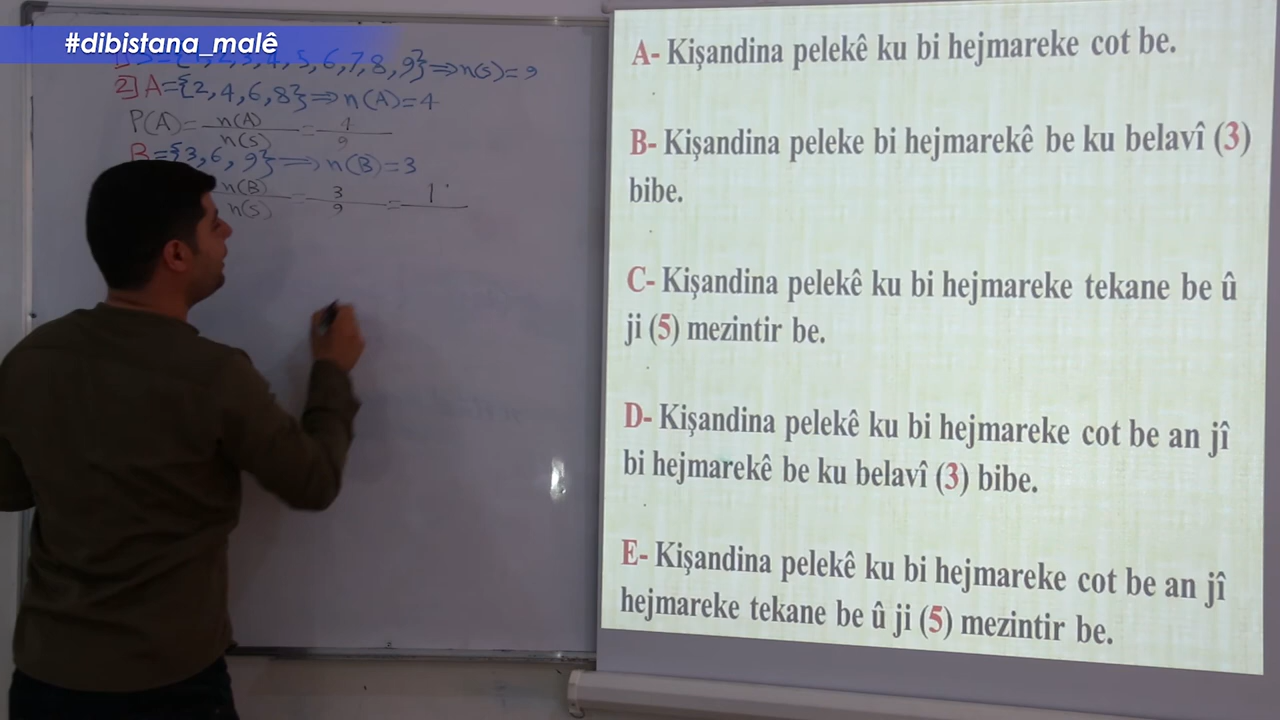 #dibistana_malê
1] S={1, 2, 3, 4, 5, 6, 7, 8, 9}⟹n(S)=9
2] A={2, 4, 6, 8}⟹n(A)=4
P(A)= n(A)/n(S) = 4/9
B={3, 6, 9}⟹n(B)=3
n(B)/n(S) = 3/9 = 1
A- Kişandina pelekê ku bi hejmareke cot be.
B- Kişandina peleke bi hejmarekê be ku belavî (3)
bibe.
C- Kişandina pelekê ku bi hejmareke tekane be û
ji (5) mezintir be.
D- Kişandina pelekê ku bi hejmareke cot be an jî
bi hejmarekê be ku belavî (3) bibe.
E- Kişandina pelekê ku bi hejmareke cot be an jî
hejmareke tekane be û ji (5) mezintir be.